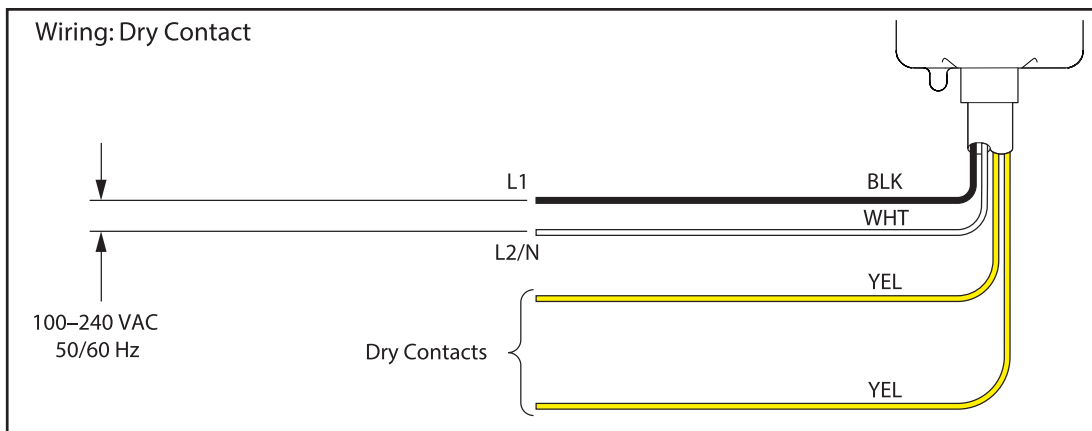 Wiring: Dry Contact
L1
BLK
WHT
L2/N
YEL
100–240 VAC
50/60 Hz
Dry Contacts
YEL